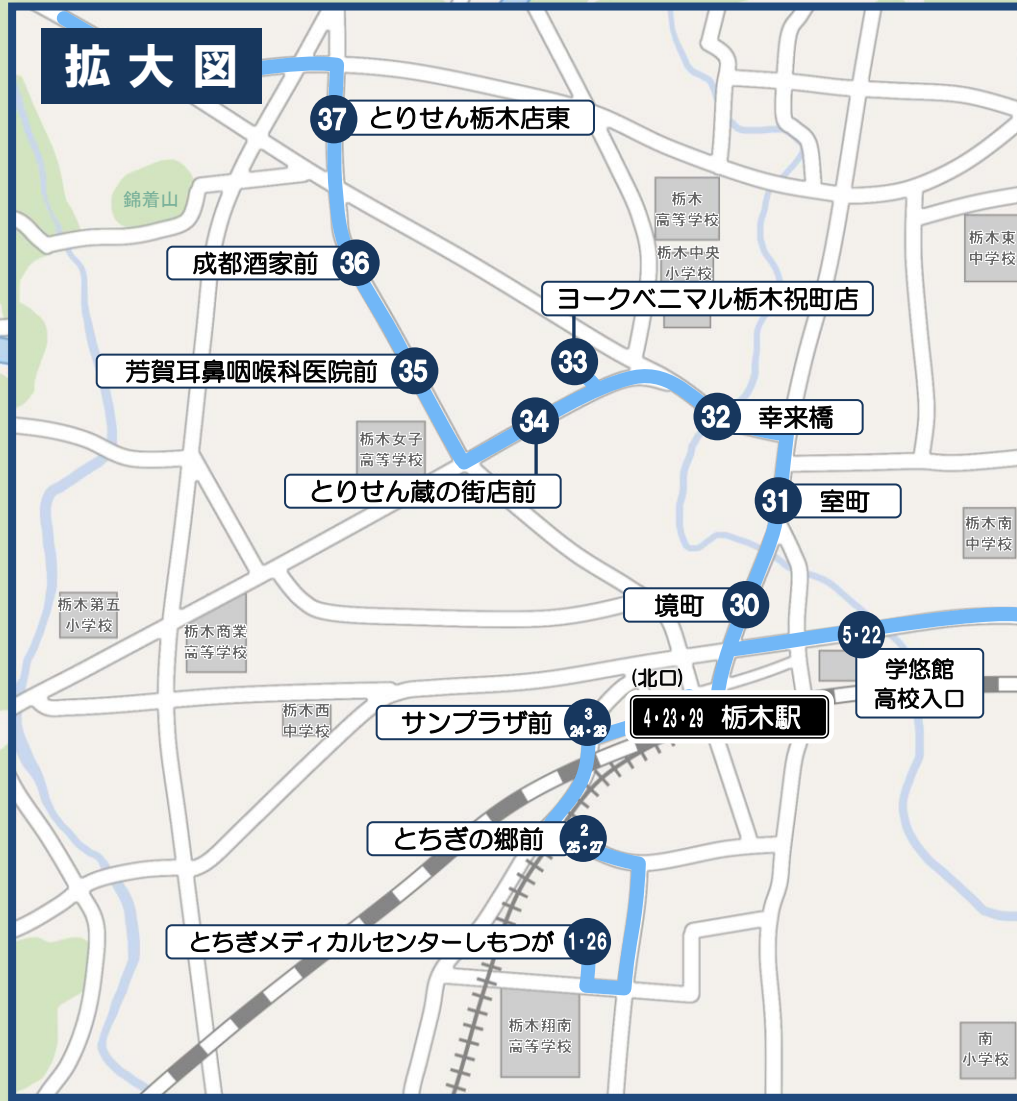 拡大図
37 とりせん栃木店東
錦着山
栃木
高等学校
栃木中央
小学校
栃木東
中学校
成都酒家前 36
ヨークベニマル栃木祝町店
33
芳賀耳鼻咽喉科医院前 35
34
32 幸来橋
栃木女子
高等学校
とりせん蔵の街店前
31 室町
栃木南
中学校
境町 30
栃木第五
小学校
栃木商業
高等学校
5・22
学悠館
高校入口
(北口)
4・23・29 栃木駅
栃木西
中学校
サンプラザ前
3
24・28
とちぎの郷前
2
25・27
とちぎメディカルセンターしもつが 1・26
栃木翔南
高等学校
南
小学校